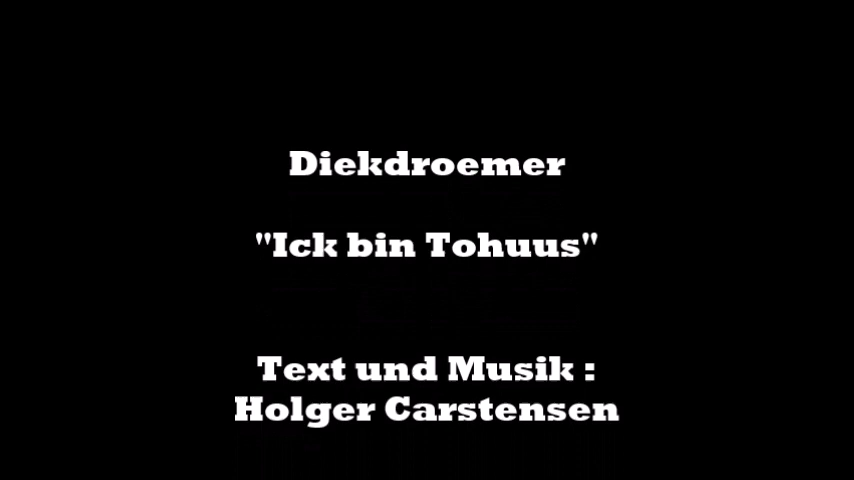 Diekdroemer
"Ick bin Tohuus"
Text und Musik :
Holger Carstensen